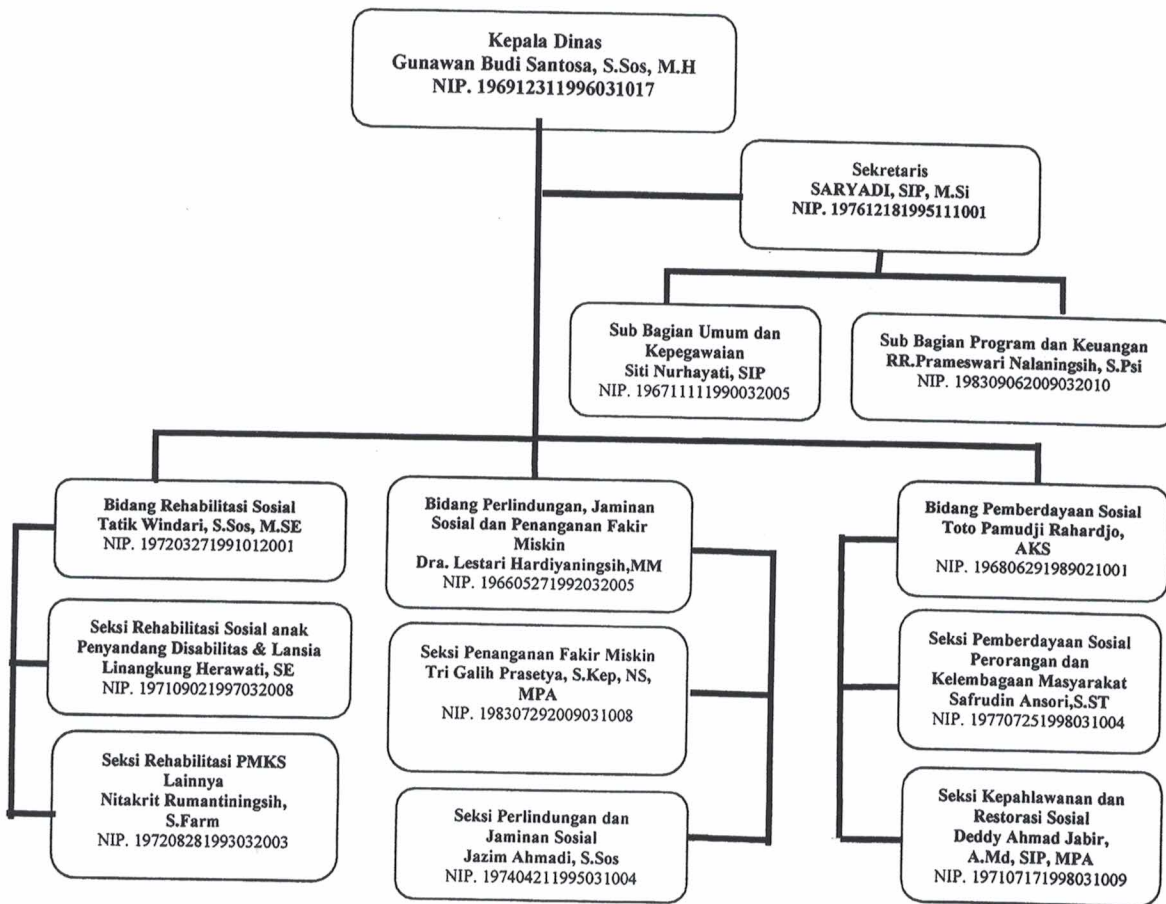 Kepala Dinas
Gunawan Budi Santosa, S.Sos, M.H
NIP. 196912311996031017
Sekretaris
SARYADI, SIP, M.Si
NIP. 197612181995111001
Sub Bagian Umum dan
Kepegawaian
Siti Nurhayati, SIP
NIP. 196711111990032005
Sub Bagian Program dan Keuangan
RR.Prameswari Nalaningsih, S.Psi
NIP. 198309062009032010
Bidang Rehabilitasi Sosial
Tatik Windari, S.Sos, M.SE
NIP. 197203271991012001
Seksi Rehabilitasi Sosial anak
Penyandang Disabilitas & Lansia
Linangkung Herawati, SE
NIP. 197109021997032008
Seksi Rehabilitasi PMKS
Lainnya
Nitakrit Rumantiningsih,
S.Farm
NIP. 197208281993032003
Bidang Perlindungan, Jaminan
Sosial dan Penanganan Fakir
Miskin
Dra. Lestari Hardiyaningsih,MM
NIP. 196605271992032005
Seksi Penanganan Fakir Miskin
Tri Galih Prasetya, S.Kep, NS,
MPA
NIP. 198307292009031008
Seksi Perlindungan dan
Jaminan Sosial
Jazim Ahmadi, S.Sos
NIP. 197404211995031004
Bidang Pemberdayaan Sosial
Toto Pamudji Rahardjo,
AKS
NIP. 196806291989021001
Seksi Pemberdayaan Sosial
Perorangan dan
Kelembagaan Masyarakat
Safrudin Ansori,S.ST
NIP. 197707251998031004
Seksi Kepahlawanan dan
Restorasi Sosial
Deddy Ahmad Jabir,
A.Md, SIP, MPA
NIP. 197107171998031009